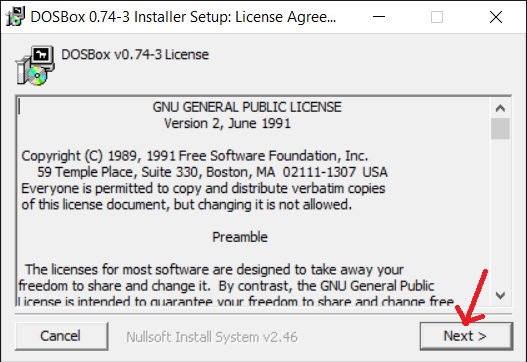 DOSBox 0.74-3 Installer Setup: License Agree...
DOSBox v0.74-3 License
GNU GENERAL PUBLIC LICENSE
Version 2, June 1991
Copyright (C) 1989, 1991 Free Software Foundation, Inc.
59 Temple Place, Suite 330, Boston, MA 02111-1307 USA
Everyone is permitted to copy and distribute verbatim copies
of this license document, but changing it is not allowed.
Preamble
The licenses for most software are designed to take away your
freedom to share and change it. By contrast, the GNU General Public
License is intended to guarantee your freedom to share and change free
Cancel
Nullsoft Install System v2.46
Next >